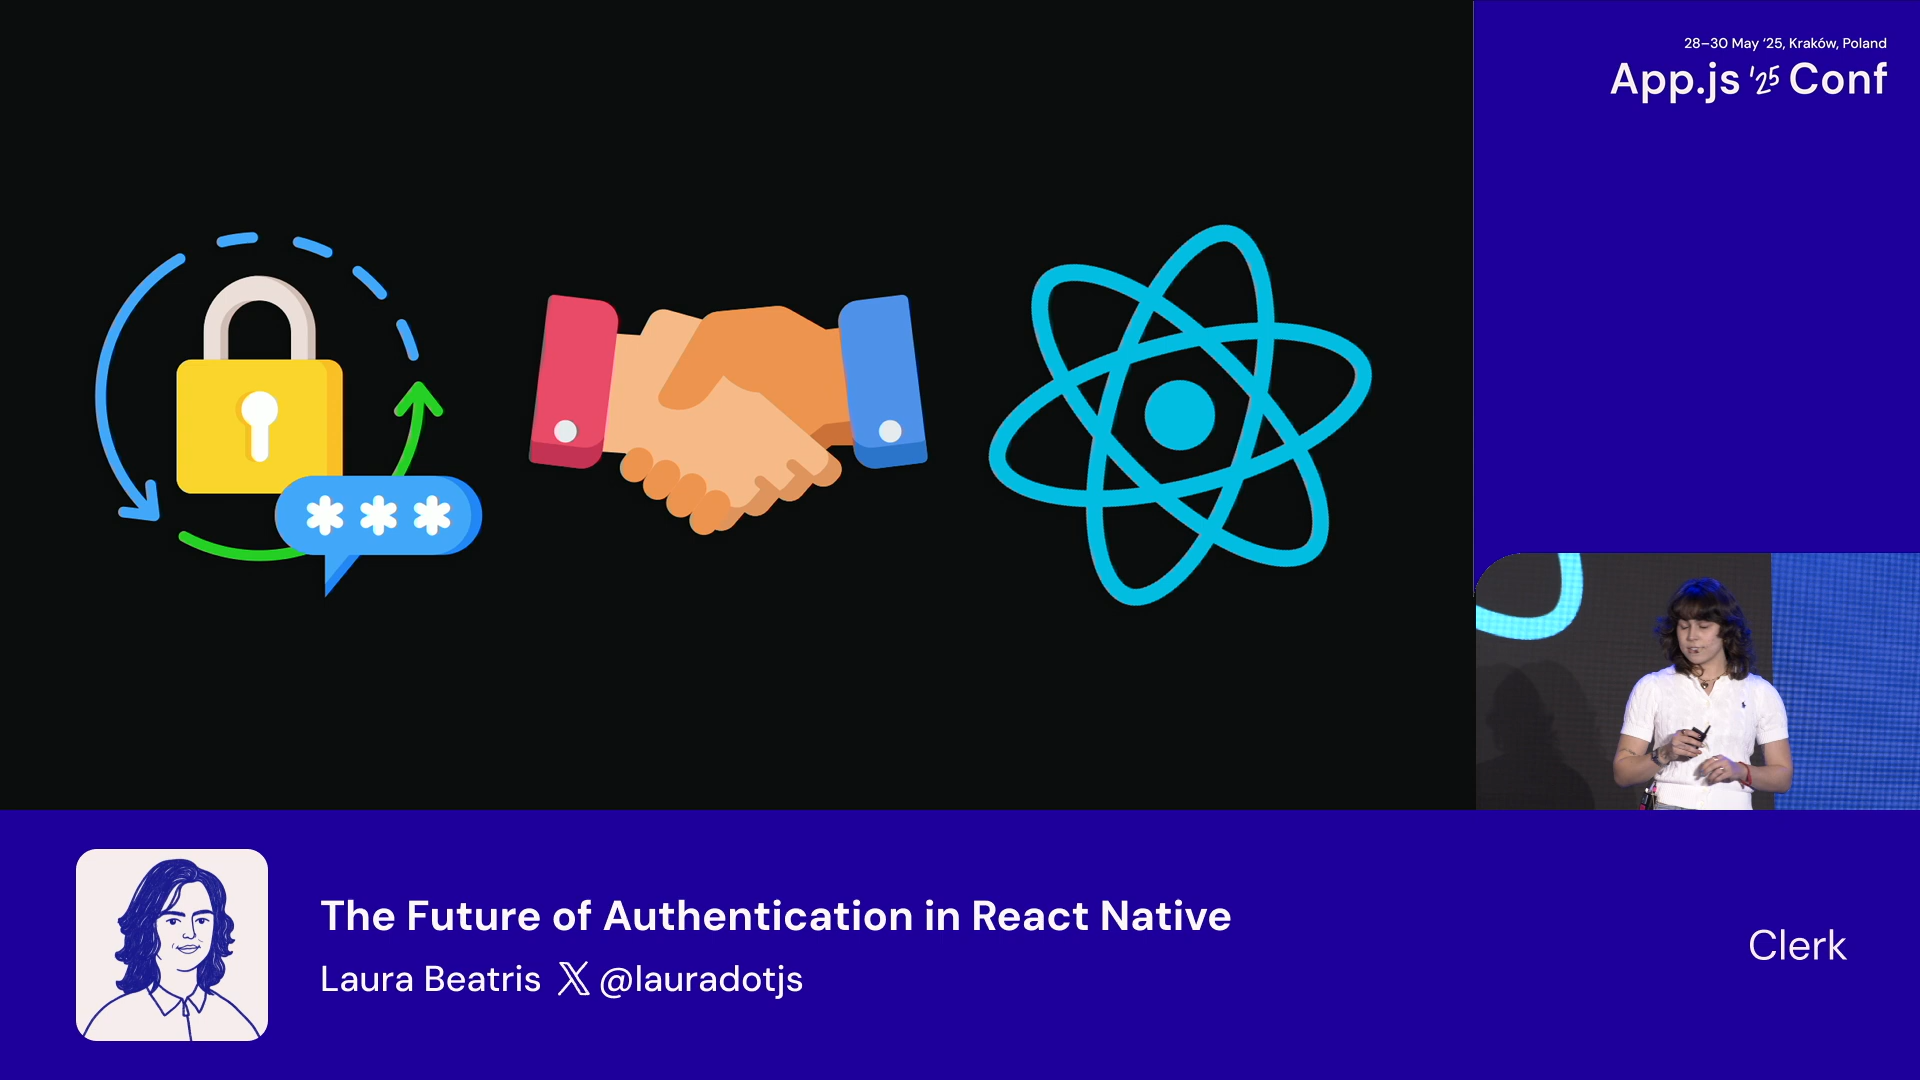 28–30 May ‘25, Kraków, Poland
App.js ‘25 Conf
***
The Future of Authentication in React Native
Laura Beatris 𝕏 @lauradotjs
Clerk